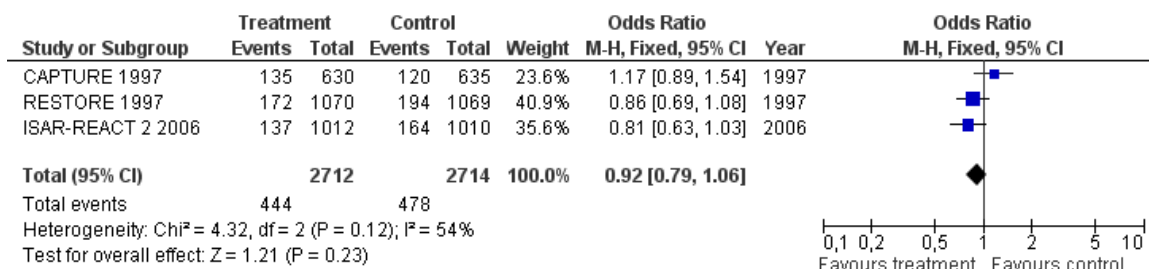 Treatment Control Odds Ratio Odds Ratio
Study or Subgroup Events Total Events Total Weight M-H, Fixed, 95% CI Year M-H, Fixed, 95% CI
CAPTURE 1997 135 630 120 635 23.6% 1.17 [0.89, 1.54] 1997
RESTORE 1997 172 1070 194 1069 40.9% 0.86 [0.69, 1.08] 1997
ISAR-REACT 2 2006 137 1012 164 1010 35.6% 0.81 [0.63, 1.03] 2006
Total (95% CI) 2712 2714 100.0% 0.92 [0.79, 1.06]
Total events 444 478
Heterogeneity: Chi² = 4.32, df = 2 (P = 0.12); I² = 54%
Test for overall effect: Z = 1.21 (P = 0.23)
0,1 0,2 0,5 1 2 5 10
Favours treatment Favours control